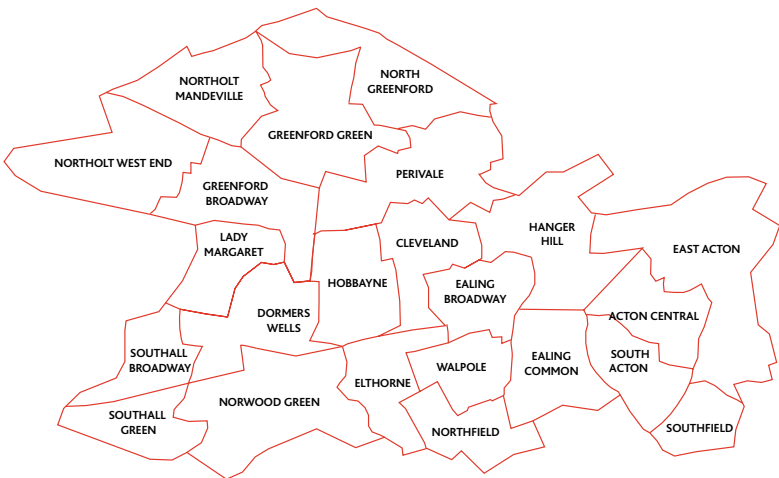 NORTH
GREENFORD
NORTHOLT
MANDEVILLE
GREENFORD GREEN
NORTHOLT WEST END
PERIVALE
GREENFORD
BROADWAY
HANGER
HILL
LADY
MARGARET
CLEVELAND
EAST ACTON
HOBBAYNE
EALING
BROADWAY
DORMERS
WELLS
ACTON CENTRAL
SOUTHALL
BROADWAY
WALPOLE
EALING
COMMON
SOUTH
ACTON
ELTHORNE
NORWOOD GREEN
SOUTHALL
GREEN
NORTHFIELD
SOUTHFIELD